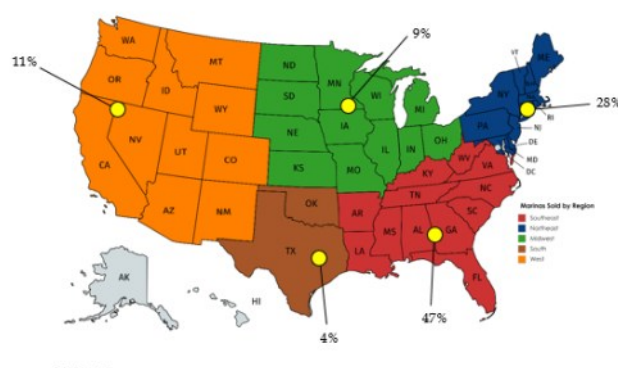 9%
WA
11%
MT
ND
VT
ME
MN
OR
ID
SD
WI
NY
28%
WY
MI
RI
IA
PA
NJ
NE
NV
OH
DE
IL
IN
MD
UT
CO
WV
DC
CA
KS
MO
VA
KY
NC
TN
Marinas Sold by Region
OK
AR
SC
Southeast
AZ
NM
Northeast
MS
AL
GA
Midwest
TX
LA
South
West
AK
FL
HI
47%
4%